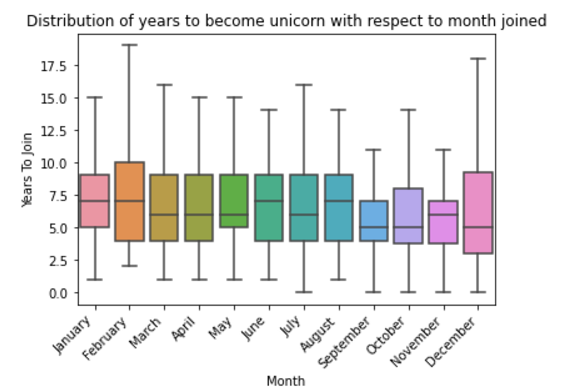 Distribution of years to become unicorn with respect to month joined
Years To Join
17.5
15.0
12.5
10.0
7.5
5.0
2.5
0.0
January
February
March
April
May
June
July
August
September
October
November
December
Month